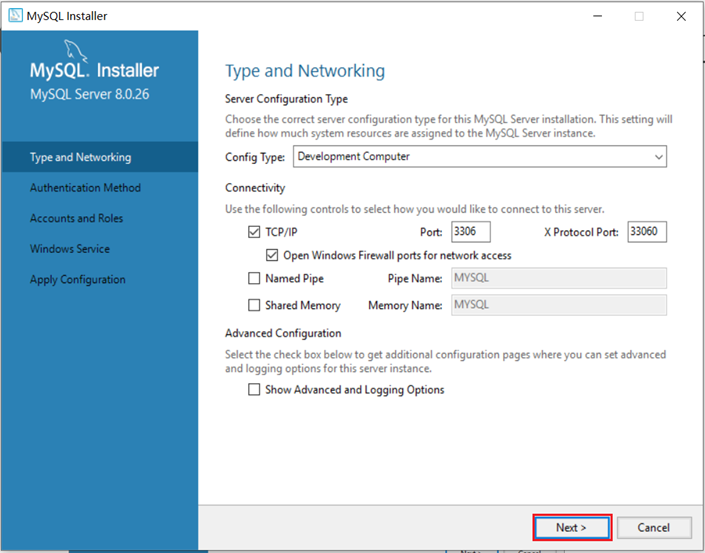 MySQL Installer
MySQL. Installer
MySQL Server 8.0.26
Type and Networking
Authentication Method
Accounts and Roles
Windows Service
Apply Configuration
Type and Networking
Server Configuration Type
Choose the correct server configuration type for this MySQL Server installation. This setting will
define how much system resources are assigned to the MySQL Server instance.
Config Type: Development Computer
Connectivity
Use the following controls to select how you would like to connect to this server.
TCP/IP Port: 3306 X Protocol Port: 33060
Open Windows Firewall ports for network access
Named Pipe Pipe Name: MYSQL
Shared Memory Memory Name: MYSQL
Advanced Configuration
Select the check box below to get additional configuration pages where you can set advanced
and logging options for this server instance.
Show Advanced and Logging Options
Next > Cancel